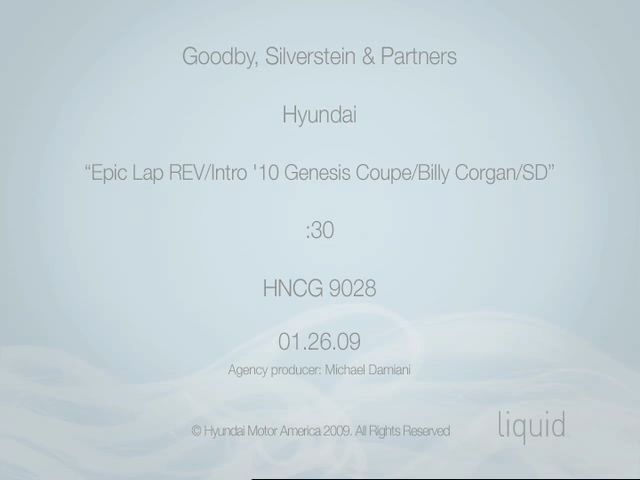 Goodby, Silverstein & Partners
Hyundai
“Epic Lap REV/Intro '10 Genesis Coupe/Billy Corgan/SD”
:30
HNCG 9028
01.26.09
Agency producer: Michael Damiani
© Hyundai Motor America 2009. All Rights Reserved
liquid